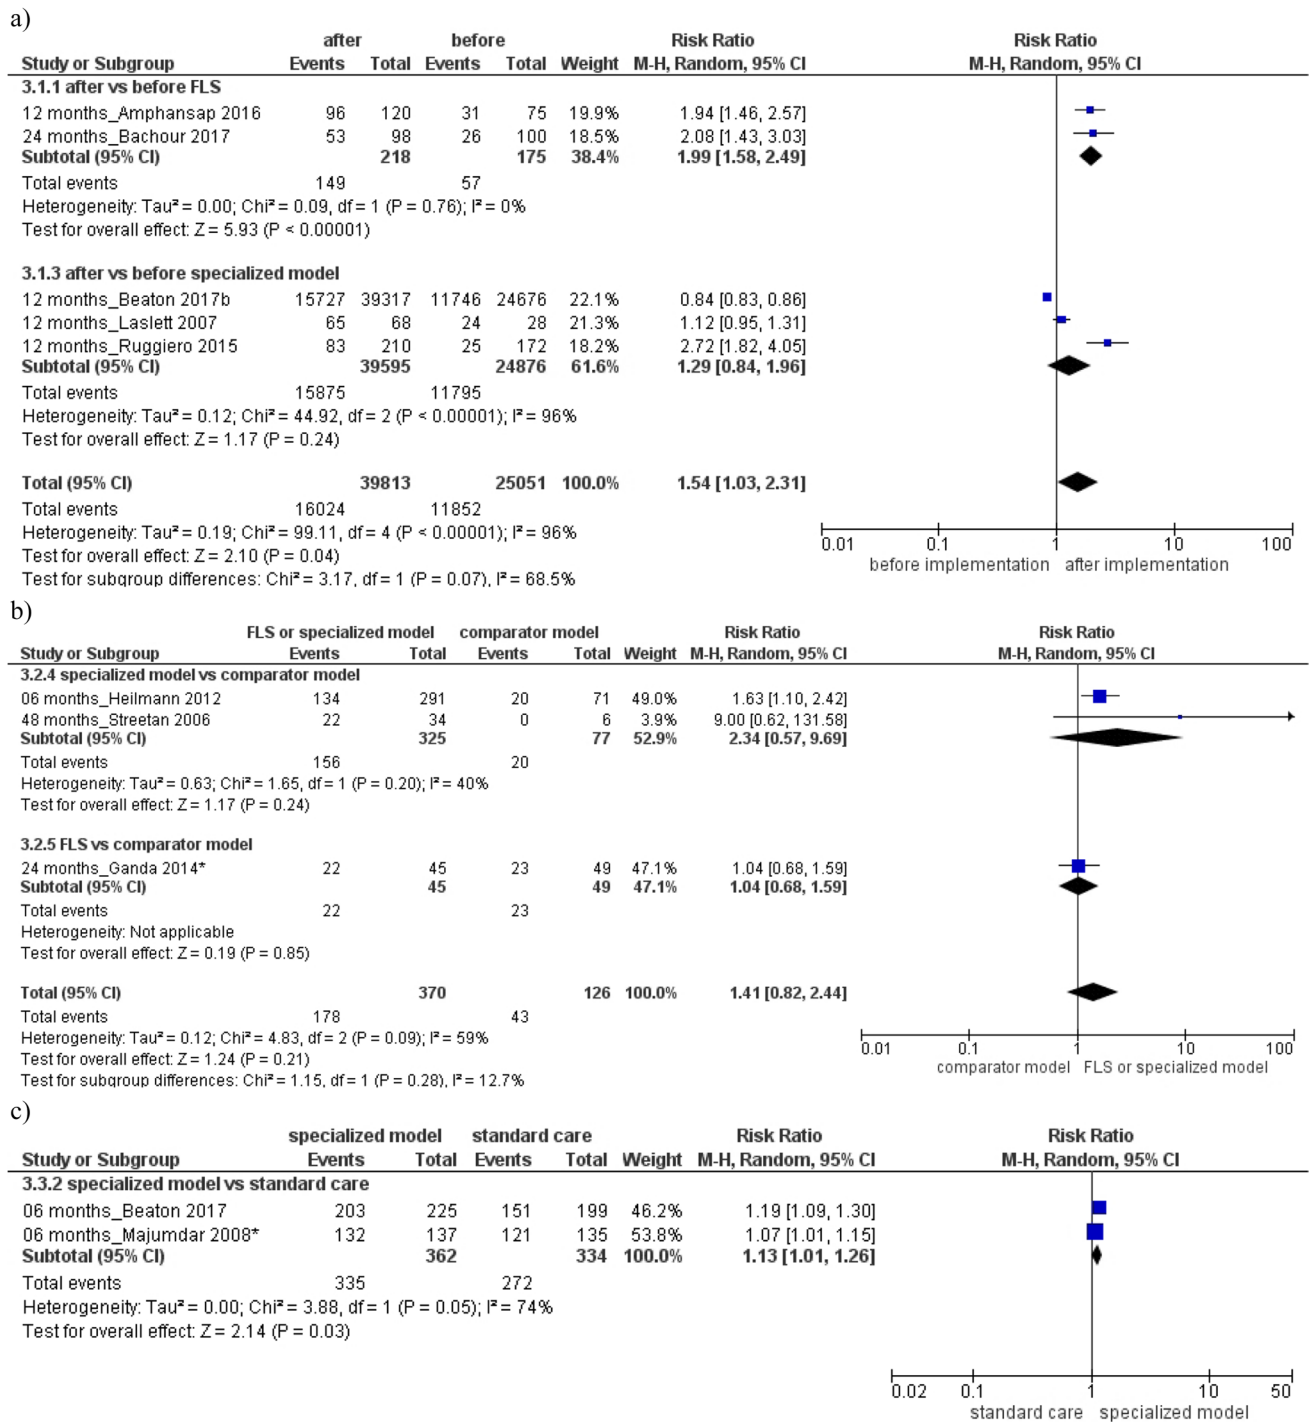 a)
after before Risk Ratio Risk Ratio
Study or Subgroup Events Total Events Total Weight M-H, Random, 95% CI M-H, Random, 95% CI
3.1.1 after vs before FLS
12 months_Amphansap 2016 96 120 31 75 19.9% 1.94 [1.46, 2.57]
24 months_Bachour 2017 53 98 26 100 18.5% 2.08 [1.43, 3.03]
Subtotal (95% CI) 218 175 38.4% 1.99 [1.58, 2.49]
Total events 149 57
Heterogeneity: Tau² = 0.00; Chi² = 0.09, df = 1 (P = 0.76); I² = 0%
Test for overall effect: Z = 5.93 (P < 0.00001)
3.1.3 after vs before specialized model
12 months_Beaton 2017b 15727 39317 11746 24676 22.1% 0.84 [0.83, 0.86]
12 months_Laslett 2007 65 68 24 28 21.3% 1.12 [0.95, 1.31]
12 months_Ruggiero 2015 83 210 25 172 18.2% 2.72 [1.82, 4.05]
Subtotal (95% CI) 39595 24876 61.6% 1.29 [0.84, 1.96]
Total events 15875 11795
Heterogeneity: Tau² = 0.12; Chi² = 44.92, df = 2 (P < 0.00001); I² = 96%
Test for overall effect: Z = 1.17 (P = 0.24)
Total (95% CI) 39813 25051 100.0% 1.54 [1.03, 2.31]
Total events 16024 11852
Heterogeneity: Tau² = 0.19; Chi² = 99.11, df = 4 (P < 0.00001); I² = 96%
Test for overall effect: Z = 2.10 (P = 0.04)
Test for subgroup differences: Chi² = 3.17, df = 1 (P = 0.07), I² = 68.5%
0.01 0.1 1 10 100
before implementation after implementation
b)
FLS or specialized model comparator model Risk Ratio Risk Ratio
Study or Subgroup Events Total Events Total Weight M-H, Random, 95% CI M-H, Random, 95% CI
3.2.4 specialized model vs comparator model
06 months_Heilmann 2012 134 291 20 71 49.0% 1.63 [1.10, 2.42]
48 months_Streetan 2006 22 34 0 6 3.9% 9.00 [0.62, 131.58]
Subtotal (95% CI) 325 77 52.9% 2.34 [0.57, 9.69]
Total events 156 20
Heterogeneity: Tau² = 0.63; Chi² = 1.65, df = 1 (P = 0.20); I² = 40%
Test for overall effect: Z = 1.17 (P = 0.24)
3.2.5 FLS vs comparator model
24 months_Ganda 2014* 22 45 23 49 47.1% 1.04 [0.68, 1.59]
Subtotal (95% CI) 45 49 47.1% 1.04 [0.68, 1.59]
Total events 22 23
Heterogeneity: Not applicable
Test for overall effect: Z = 0.19 (P = 0.85)
Total (95% CI) 370 126 100.0% 1.41 [0.82, 2.44]
Total events 178 43
Heterogeneity: Tau² = 0.12; Chi² = 4.83, df = 2 (P = 0.09); I² = 59%
Test for overall effect: Z = 1.24 (P = 0.21)
Test for subgroup differences: Chi² = 1.15, df = 1 (P = 0.28), I² = 12.7%
0.01 0.1 1 10 100
comparator model FLS or specialized model
c)
specialized model standard care Risk Ratio Risk Ratio
Study or Subgroup Events Total Events Total Weight M-H, Random, 95% CI M-H, Random, 95% CI
3.3.2 specialized model vs standard care
06 months_Beaton 2017 203 225 151 199 46.2% 1.19 [1.09, 1.30]
06 months_Majumdar 2008* 132 137 121 135 53.8% 1.07 [1.01, 1.15]
Subtotal (95% CI) 362 334 100.0% 1.13 [1.01, 1.26]
Total events 335 272
Heterogeneity: Tau² = 0.00; Chi² = 3.88, df = 1 (P = 0.05); I² = 74%
Test for overall effect: Z = 2.14 (P = 0.03)
0.02 0.1 1 10 50
standard care specialized model